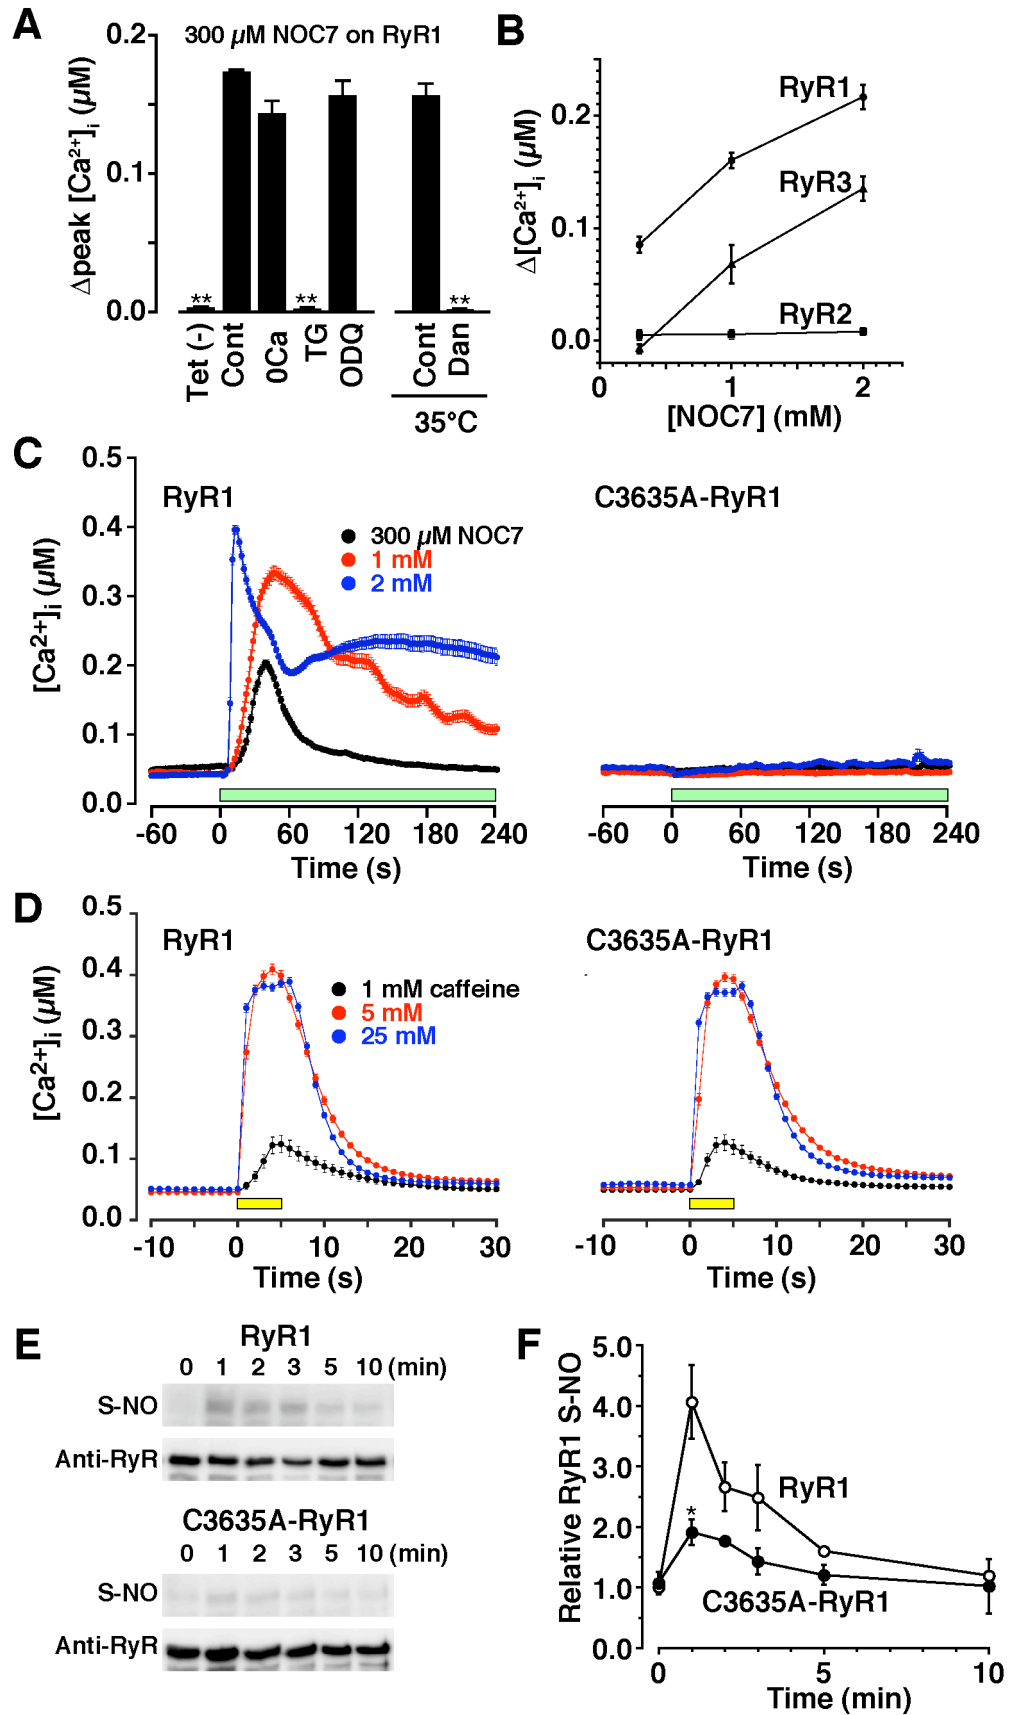 A
300 µM NOC7 on RyR1
Δpeak [Ca2+]i (µM)
0.2
0.1
0.0
**
**
**
Tet (-)
Cont
0Ca
TG
ODQ
Cont
Dan
35°C
B
Δ[Ca2+]i (µM)
0.2
0.1
0.0
RyR1
RyR3
RyR2
0 1 2
[NOC7] (mM)
C
[Ca2+]i (µM)
0.5
0.4
0.3
0.2
0.1
0.0
RyR1
300 µM NOC7
1 mM
2 mM
-60 0 60 120 180 240
Time (s)
C3635A-RyR1
-60 0 60 120 180 240
Time (s)
D
[Ca2+]i (µM)
0.5
0.4
0.3
0.2
0.1
0.0
RyR1
1 mM caffeine
5 mM
25 mM
-10 0 10 20 30
Time (s)
C3635A-RyR1
-10 0 10 20 30
Time (s)
E
RyR1
0 1 2 3 5 10 (min)
S-NO
Anti-RyR
C3635A-RyR1
0 1 2 3 5 10 (min)
S-NO
Anti-RyR
F
Relative RyR1 S-NO
5.0
4.0
3.0
2.0
1.0
0.0
RyR1
*
C3635A-RyR1
0 5 10
Time (min)